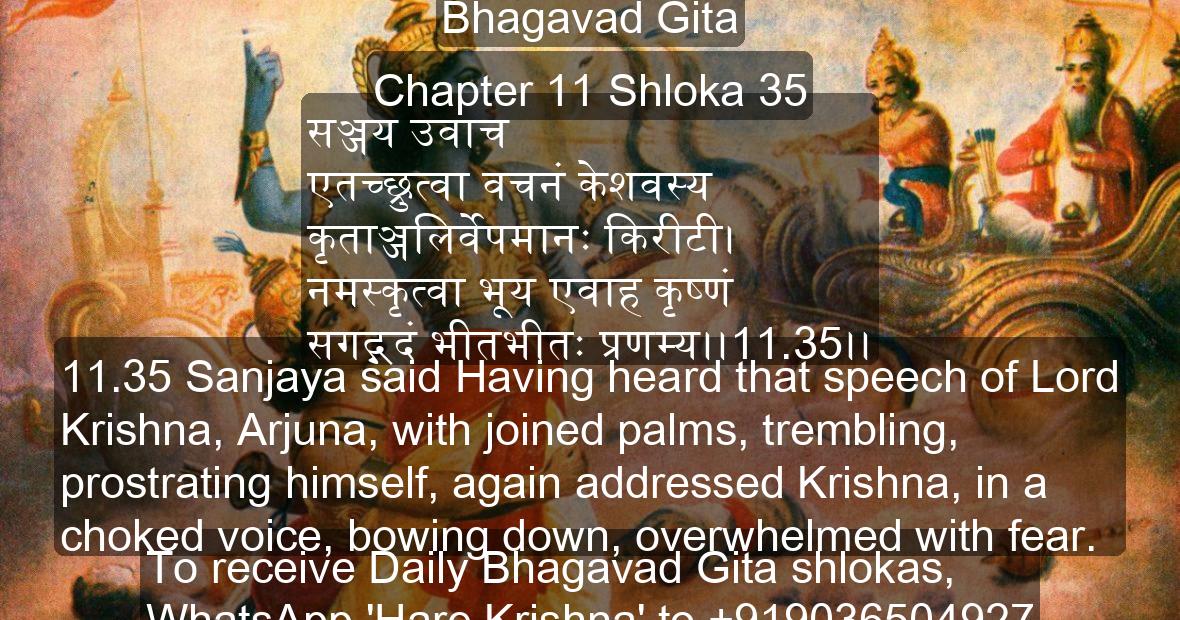 Bhagavad Gita
Chapter 11 Shloka 35
सञ्जय उवाच
एतच्छ्रुत्वा वचनं केशवस्य
कृताञ्जलिर्वेपमानः किरीटी।
नमस्कृत्वा भूय एवाह कृष्णं
सगद्गदं भीतभीतः प्रणम्य।।11.35।।
11.35 Sanjaya said Having heard that speech of Lord
Krishna, Arjuna, with joined palms, trembling,
prostrating himself, again addressed Krishna, in a
choked voice, bowing down, overwhelmed with fear.
To receive Daily Bhagavad Gita shlokas,
WhatsApp 'Hare Krishna' to +919036504927